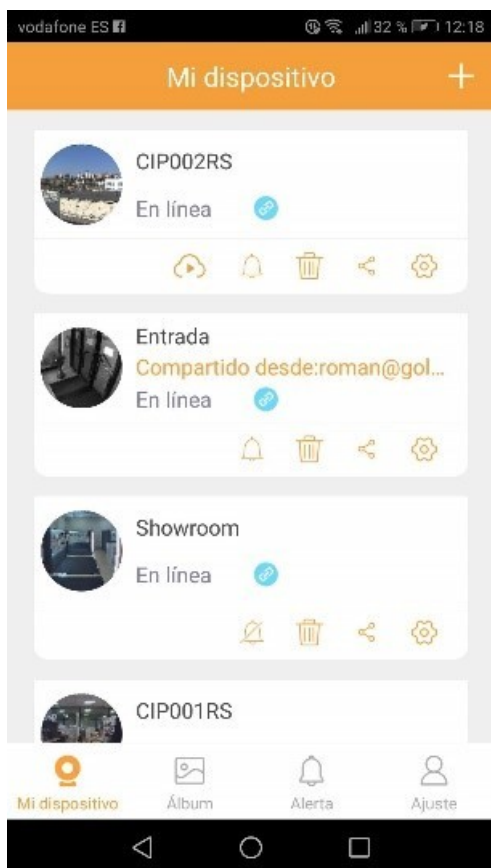 vodafone ES 32 % 12:18
Mi dispositivo
CIP002RS
En línea
Entrada
Compartido desde:roman@gol...
En línea
Showroom
En línea
CIP001RS
Mi dispositivo Álbum Alerta Ajuste